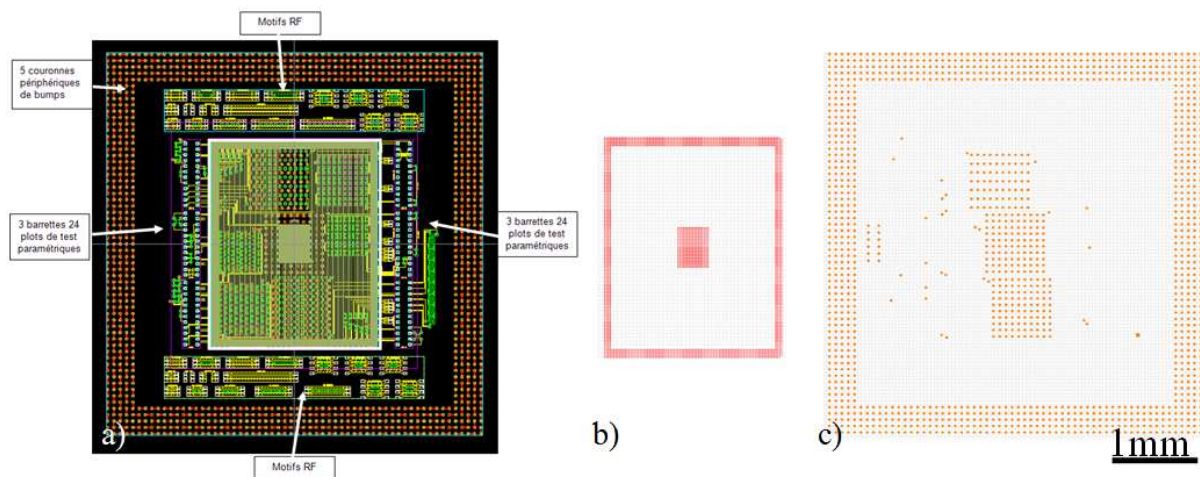 Motifs RF
5 couronnes
périphériques
de bumps
3 barrettes 24
plots de test
paramétriques
3 barrettes 24
plots de test
paramétriques
a)
b)
c)
1mm
Motifs RF